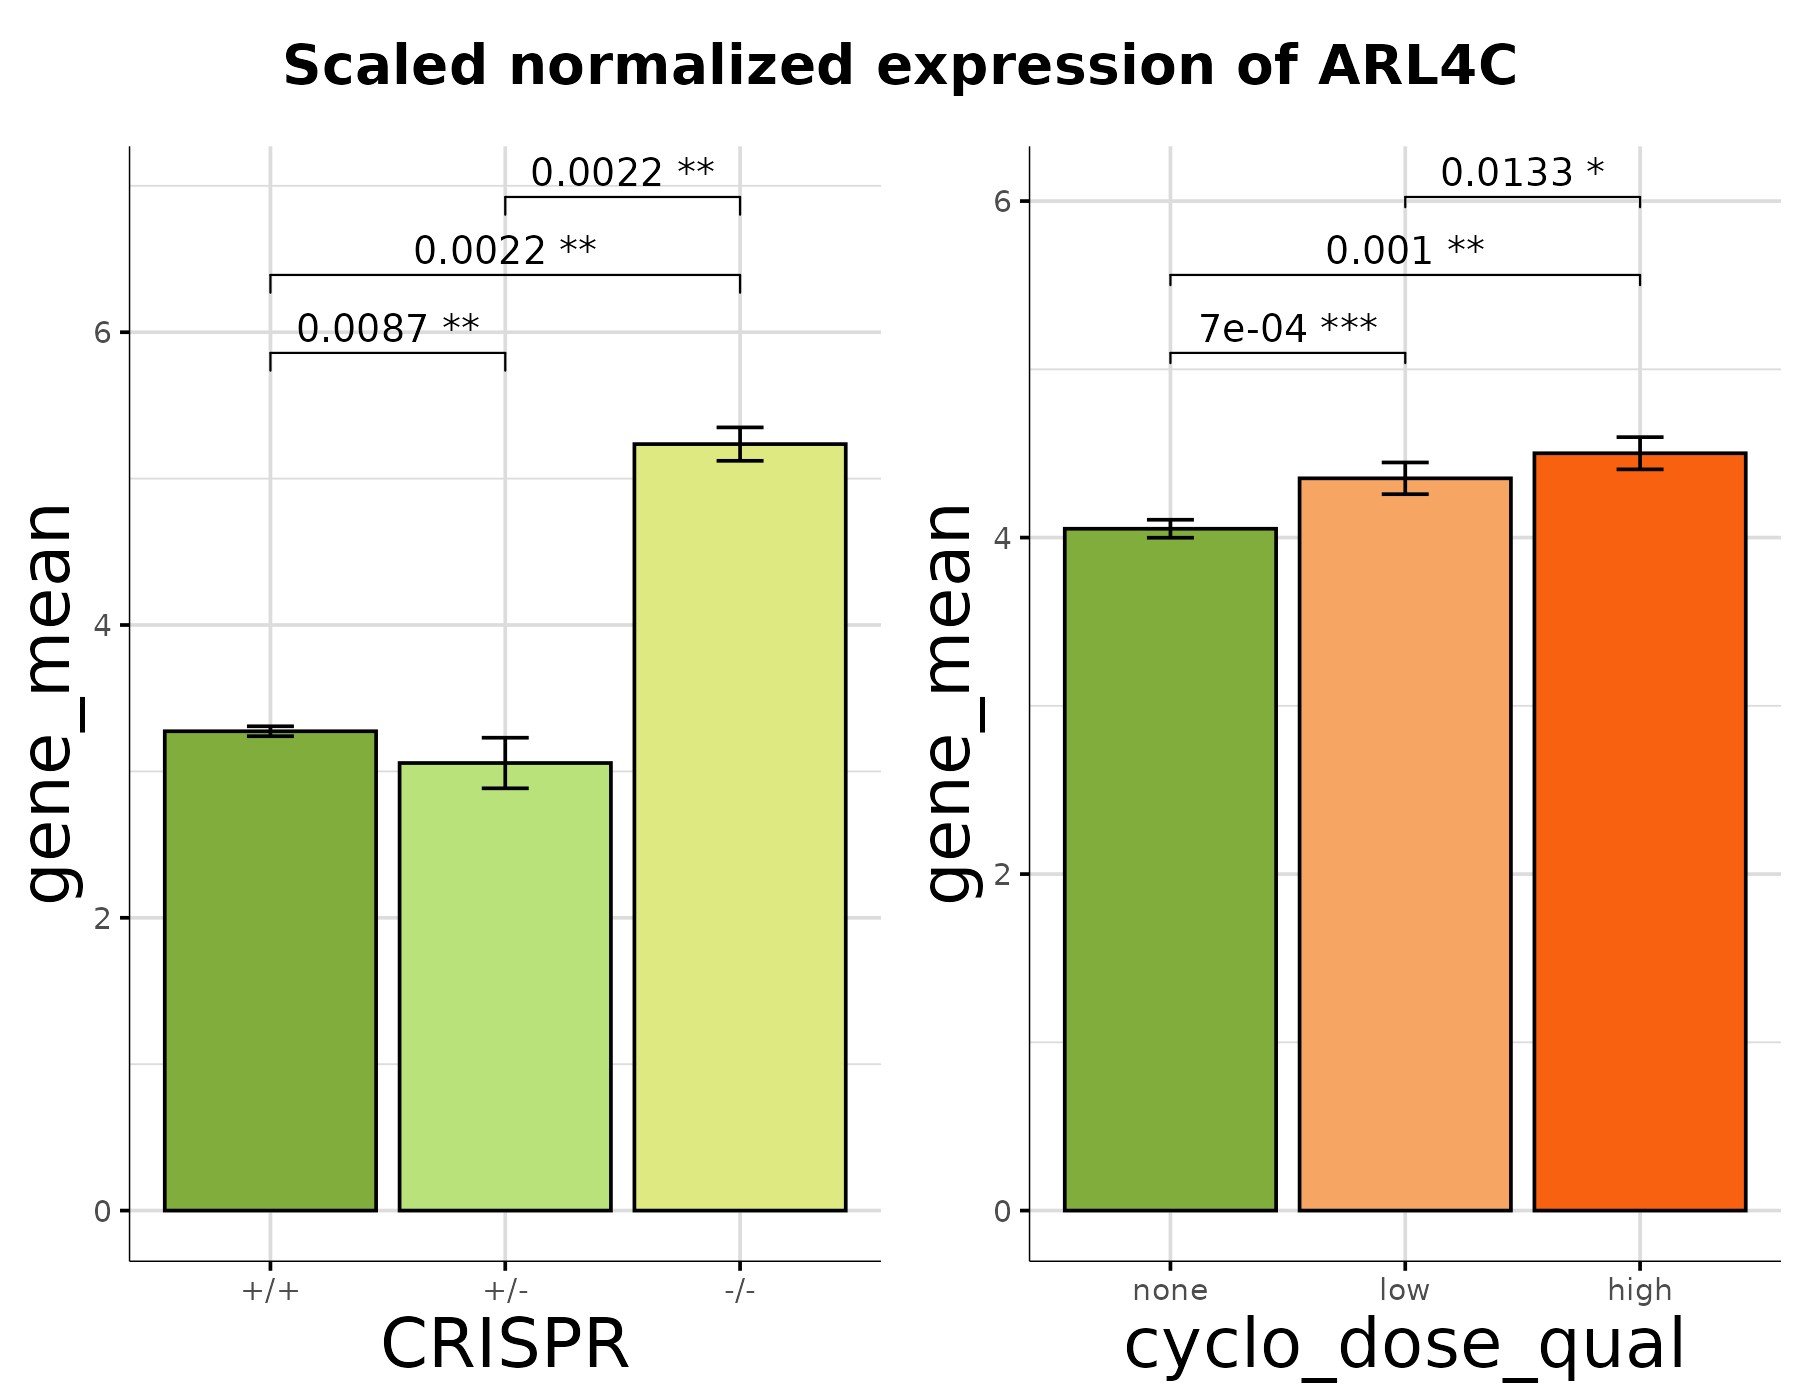 Scaled normalized expression of ARL4C
gene_mean
0.0022 **
0.0022 **
0.0087 **
6
4
2
0
+/+
+/-
-/-
CRISPR
gene_mean
0.0133 *
0.001 **
7e-04 ***
6
4
2
0
none
low
high
cyclo_dose_qual